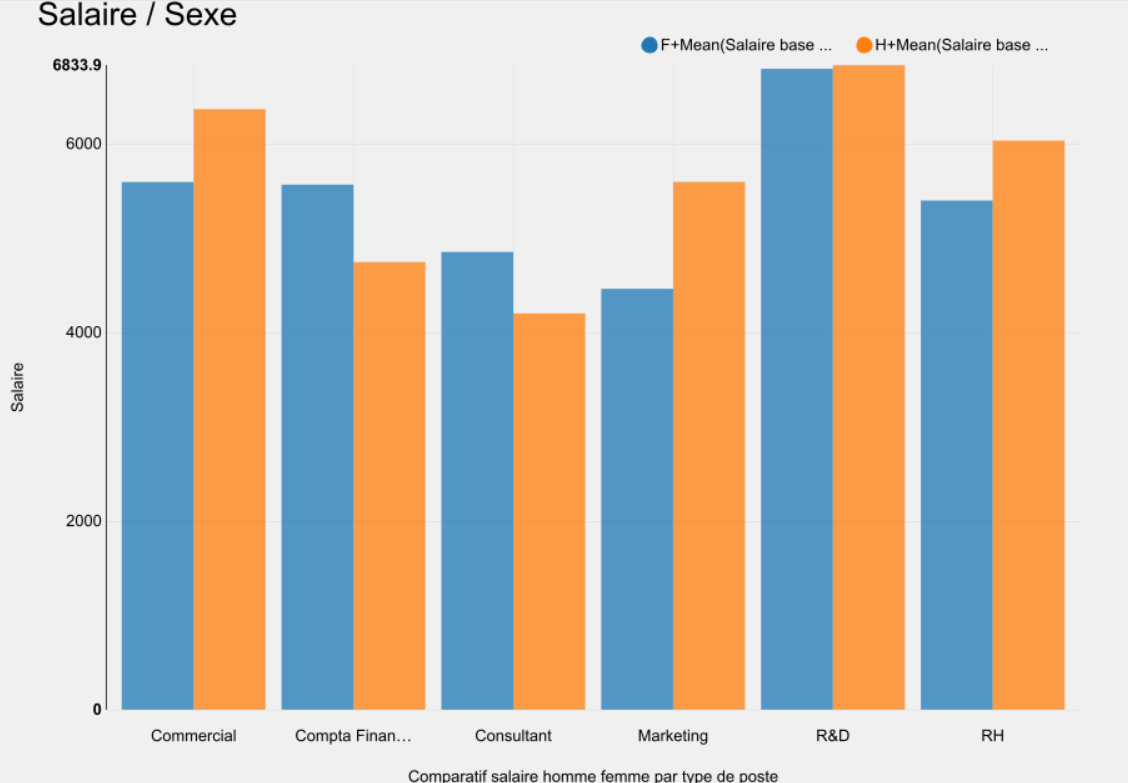 Salaire / Sexe
F+Mean(Salaire base ...
H+Mean(Salaire base ...
6833.9
6000
4000
2000
0
Salaire
Commercial
Compta Finan…
Consultant
Marketing
R&D
RH
Comparatif salaire homme femme par type de poste